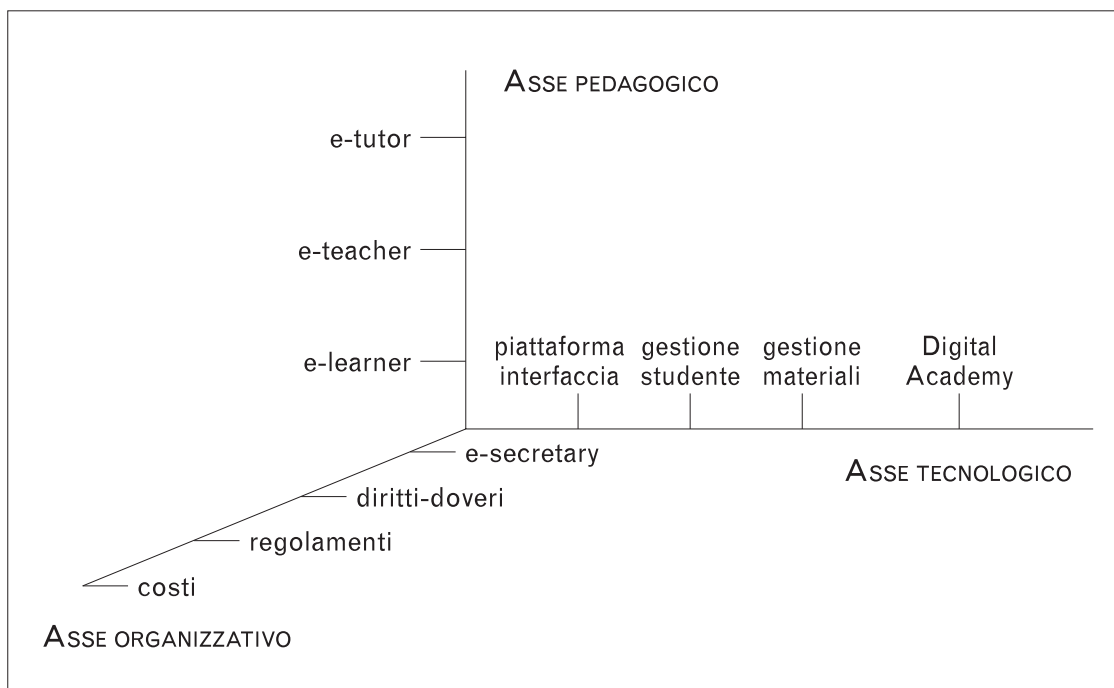 ASSE PEDAGOGICO
e-tutor
e-teacher
e-learner
piattaforma
interfaccia
gestione
studente
gestione
materiali
Digital
Academy
ASSE TECNOLOGICO
e-secretary
diritti-doveri
regolamenti
costi
ASSE ORGANIZZATIVO